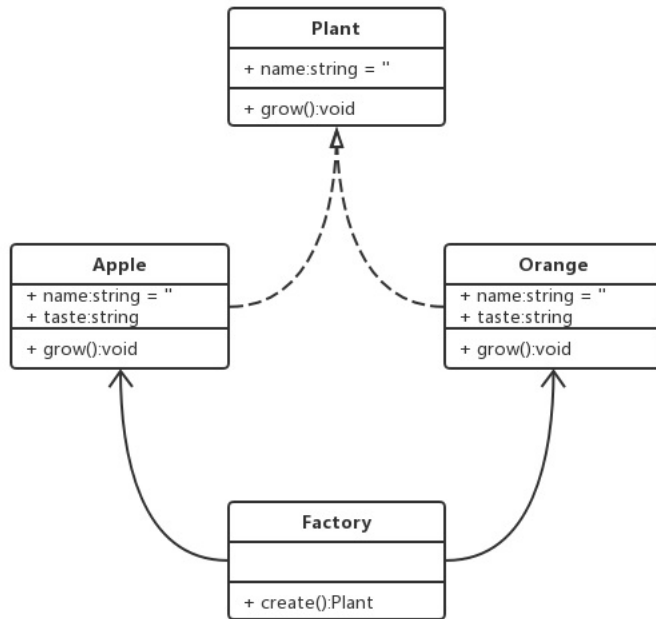 Plant
+ name:string = "
+ grow():void
Apple
+ name:string = "
+ taste:string
+ grow():void
Orange
+ name:string = "
+ taste:string
+ grow():void
Factory
+ create():Plant